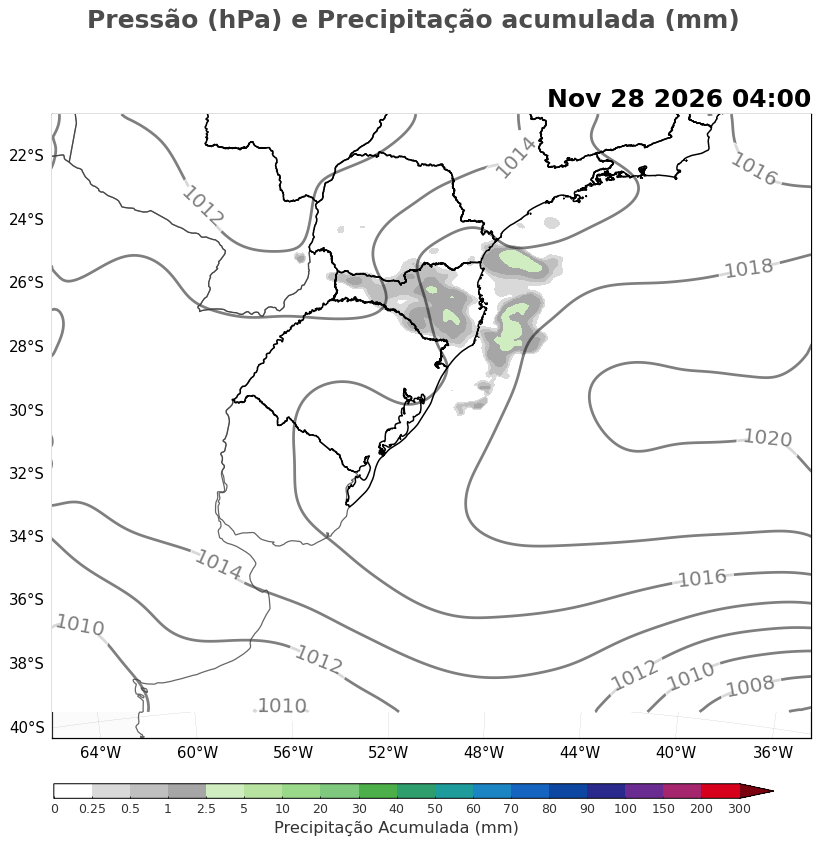 Pressão (hPa) e Precipitação acumulada (mm)
Nov 28 2026 04:00
1014
1016
1012
1018
1020
1014
1016
1010
1012
1012
1010
1008
1010
22°S
24°S
26°S
28°S
30°S
32°S
34°S
36°S
38°S
40°S
64°W 60°W 56°W 52°W 48°W 44°W 40°W 36°W
0 0.25 0.5 1 2.5 5 10 20 30 40 50 60 70 80 90 100 150 200 300
Precipitação Acumulada (mm)